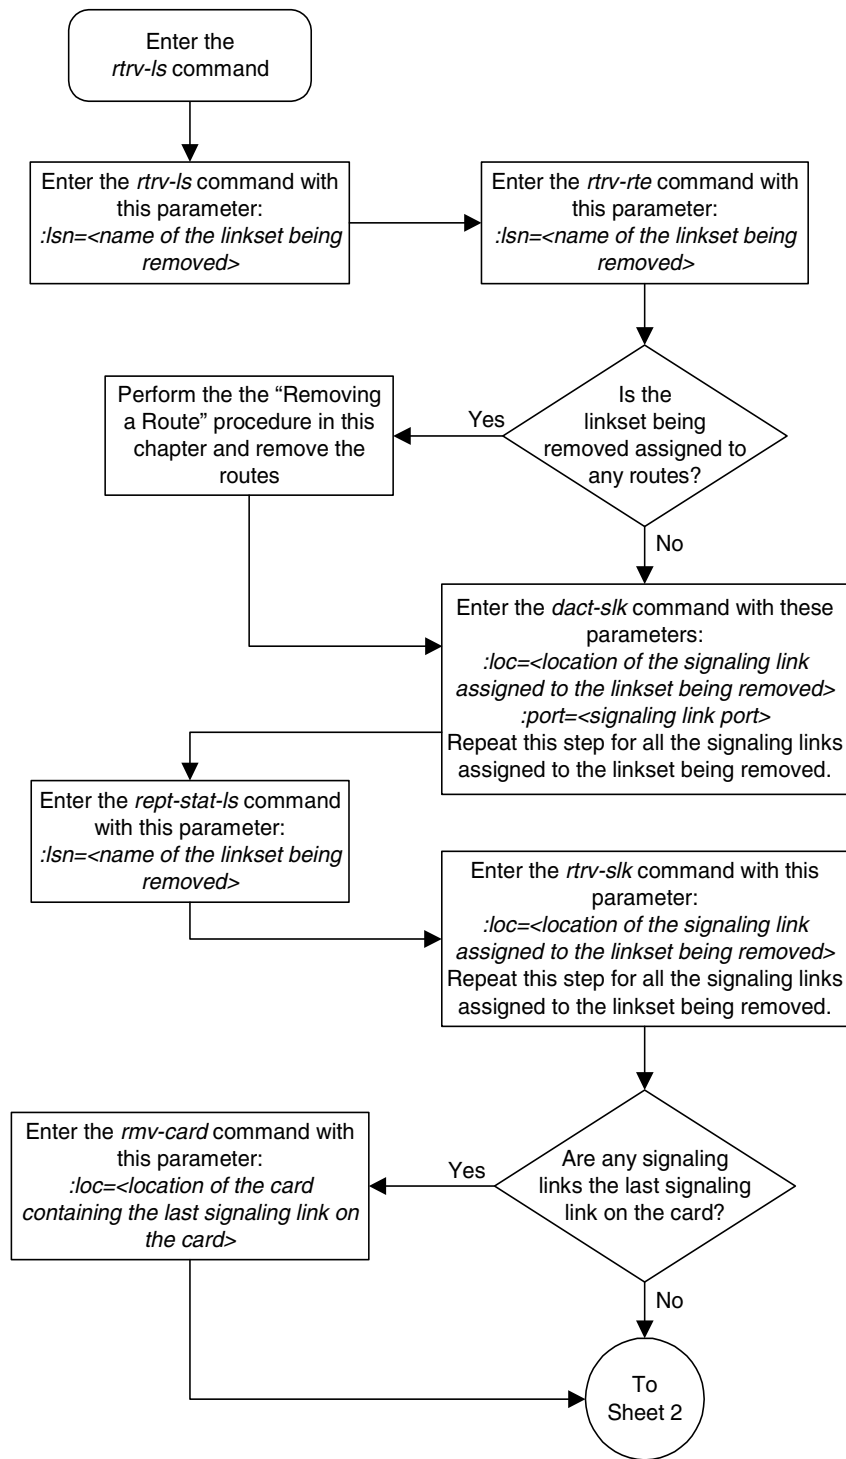 Enter the
rtrv-ls command
Enter the rtrv-ls command with
this parameter:
:lsn=<name of the linkset being
removed>
Enter the rtrv-rte command with
this parameter:
:lsn=<name of the linkset being
removed>
Is the
linkset being
removed assigned to
any routes?
Yes
Perform the the “Removing
a Route” procedure in this
chapter and remove the
routes
No
Enter the dact-slk command with these
parameters:
:loc=<location of the signaling link
assigned to the linkset being removed>
:port=<signaling link port>
Repeat this step for all the signaling links
assigned to the linkset being removed.
Enter the rept-stat-ls command
with this parameter:
:lsn=<name of the linkset being
removed>
Enter the rtrv-slk command with this
parameter:
:loc=<location of the signaling link
assigned to the linkset being removed>
Repeat this step for all the signaling links
assigned to the linkset being removed.
Are any signaling
links the last signaling
link on the card?
Yes
Enter the rmv-card command with
this parameter:
:loc=<location of the card
containing the last signaling link on
the card>
No
To
Sheet 2